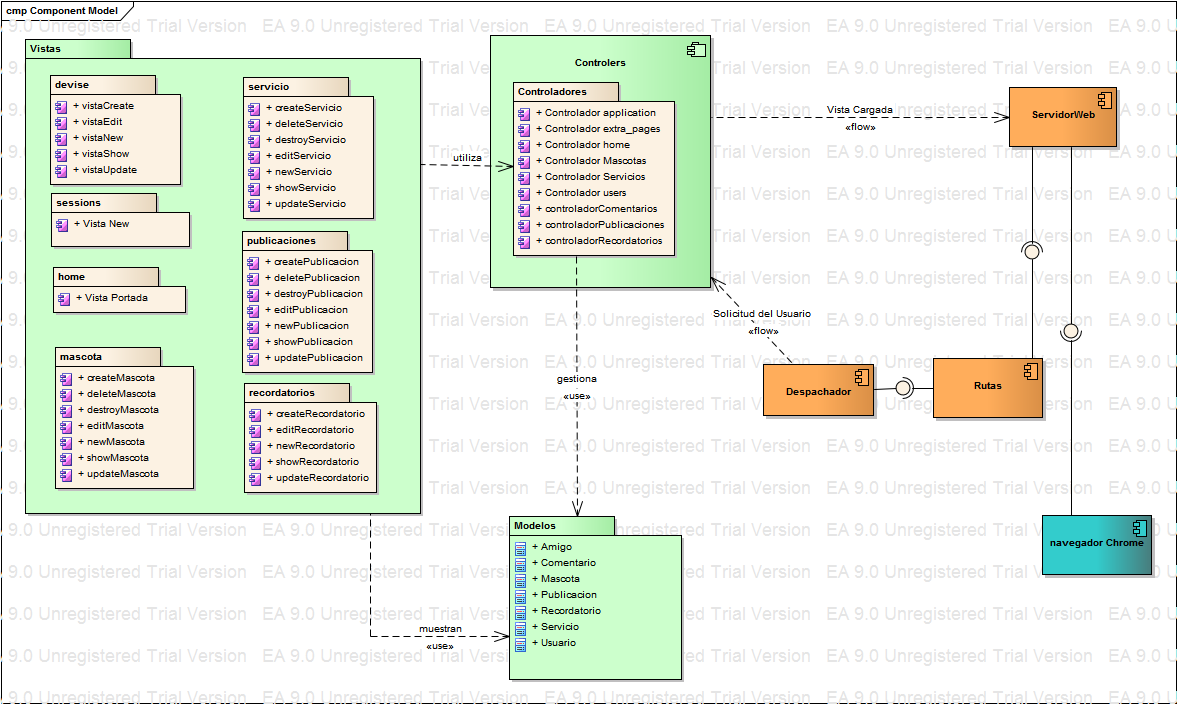 cmp Component Model
Vistas
devise
+ vistaCreate
+ vistaEdit
+ vistaNew
+ vistaShow
+ vistaUpdate
sessions
+ Vista New
home
+ Vista Portada
mascota
+ createMascota
+ deleteMascota
+ destroyMascota
+ editMascota
+ newMascota
+ showMascota
+ updateMascota
servicio
+ createServicio
+ deleteServicio
+ destroyServicio
+ editServicio
+ newServicio
+ showServicio
+ updateServicio
publicaciones
+ createPublicacion
+ deletePublicacion
+ destroyPublicacion
+ editPublicacion
+ newPublicacion
+ showPublicacion
+ updatePublicacion
recordatorios
+ createRecordatorio
+ editRecordatorio
+ newRecordatorio
+ showRecordatorio
+ updateRecordatorio
utiliza
Controlers
Controladores
+ Controlador application
+ Controlador extra_pages
+ Controlador home
+ Controlador Mascotas
+ Controlador Servicios
+ Controlador users
+ controladorComentarios
+ controladorPublicaciones
+ controladorRecordatorios
Vista Cargada
«flow»
ServidorWeb
Solicitud del Usuario
«flow»
Despachador
Rutas
navegador Chrome
gestiona
«use»
Modelos
+ Amigo
+ Comentario
+ Mascota
+ Publicacion
+ Recordatorio
+ Servicio
+ Usuario
muestran
«use»
EA 9.0 Unregistered Trial Version